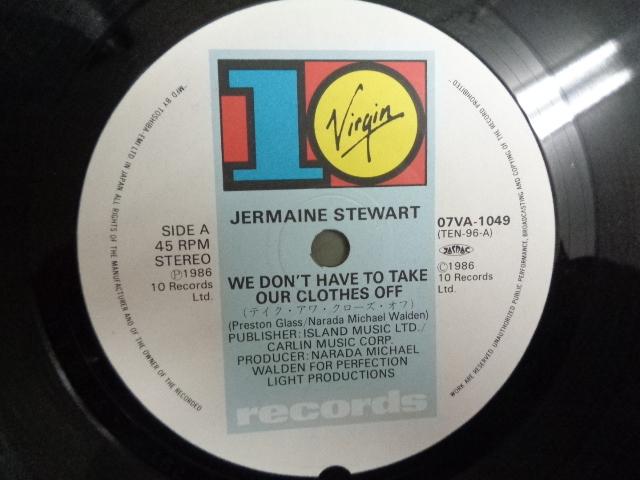 10
Virgin
JERMAINE STEWART
SIDE A
45 RPM
STEREO
Ⓟ1986
10 Records
Ltd.
07VA-1049
(TEN-96-A)
JASRAC
©1986
10 Records
Ltd.
WE DON'T HAVE TO TAKE
OUR CLOTHES OFF
(テイク・アワ・クローズ・オフ)
(Preston Glass/Narada Michael Walden)
PUBLISHER: ISLAND MUSIC LTD./
CARLIN MUSIC CORP.
PRODUCER: NARADA MICHAEL
WALDEN FOR PERFECTION
LIGHT PRODUCTIONS
records
MF'D BY TOSHIBA-EMI LTD IN JAPAN ALL RIGHTS OF THE MANUFACTURER AND OF THE OWNER OF THE RECORDED
WORK ARE RESERVED. UNAUTHORIZED PUBLIC PERFORMANCE, BROADCASTING AND COPYING OF THE RECORD PROHIBITED